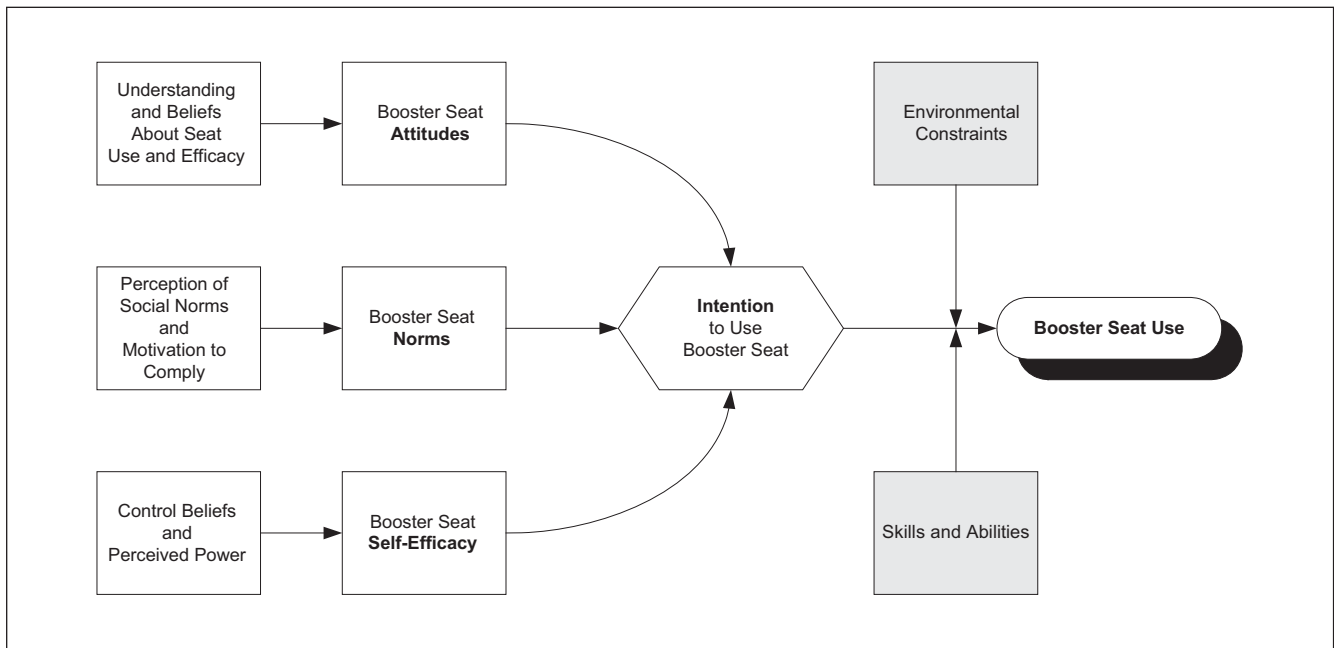 Understanding
and Beliefs
About Seat
Use and Efficacy
Booster Seat
Attitudes
Environmental
Constraints
Perception of
Social Norms
and
Motivation to
Comply
Booster Seat
Norms
Intention
to Use
Booster Seat
Booster Seat Use
Control Beliefs
and
Perceived Power
Booster Seat
Self-Efficacy
Skills and Abilities